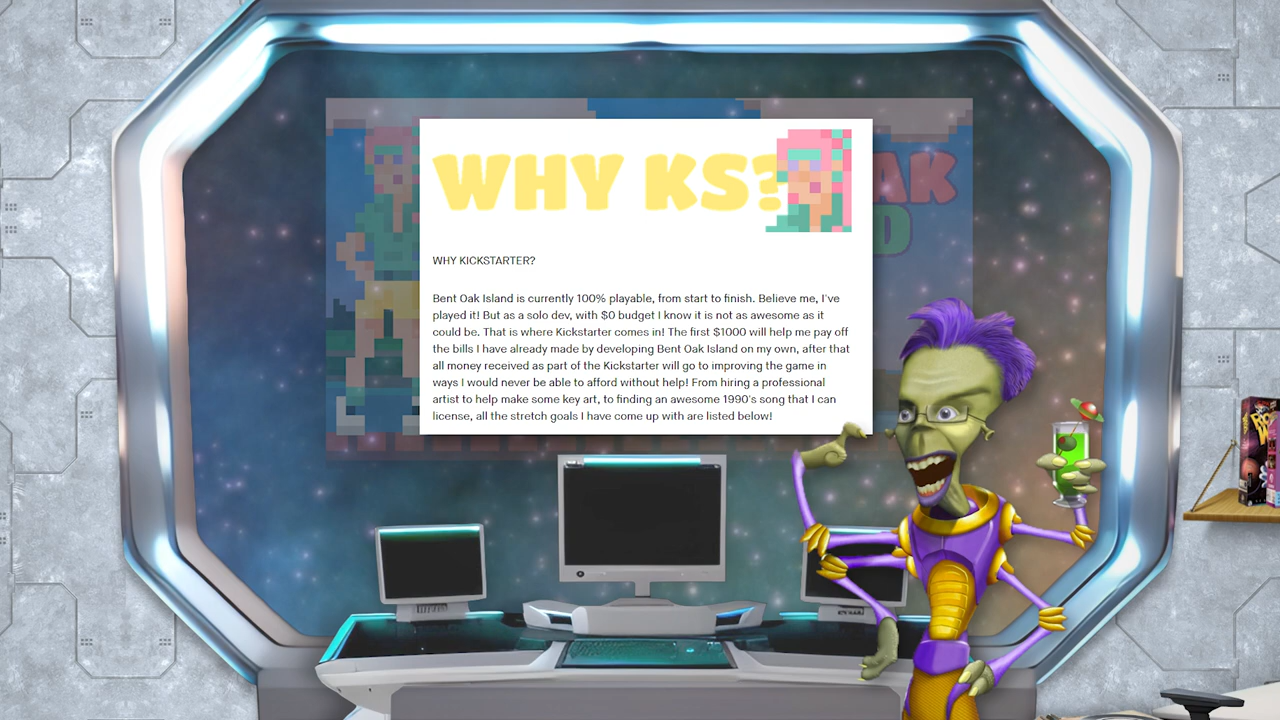 WHY KS?
AK
D
WHY KICKSTARTER?
Bent Oak Island is currently 100% playable, from start to finish. Believe me, I've
played it! But as a solo dev, with $0 budget I know it is not as awesome as it
could be. That is where Kickstarter comes in! The first $1000 will help me pay off
the bills I have already made by developing Bent Oak Island on my own, after that
all money received as part of the Kickstarter will go to improving the game in
ways I would never be able to afford without help! From hiring a professional
artist to help make some key art, to finding an awesome 1990's song that I can
license, all the stretch goals I have come up with are listed below!